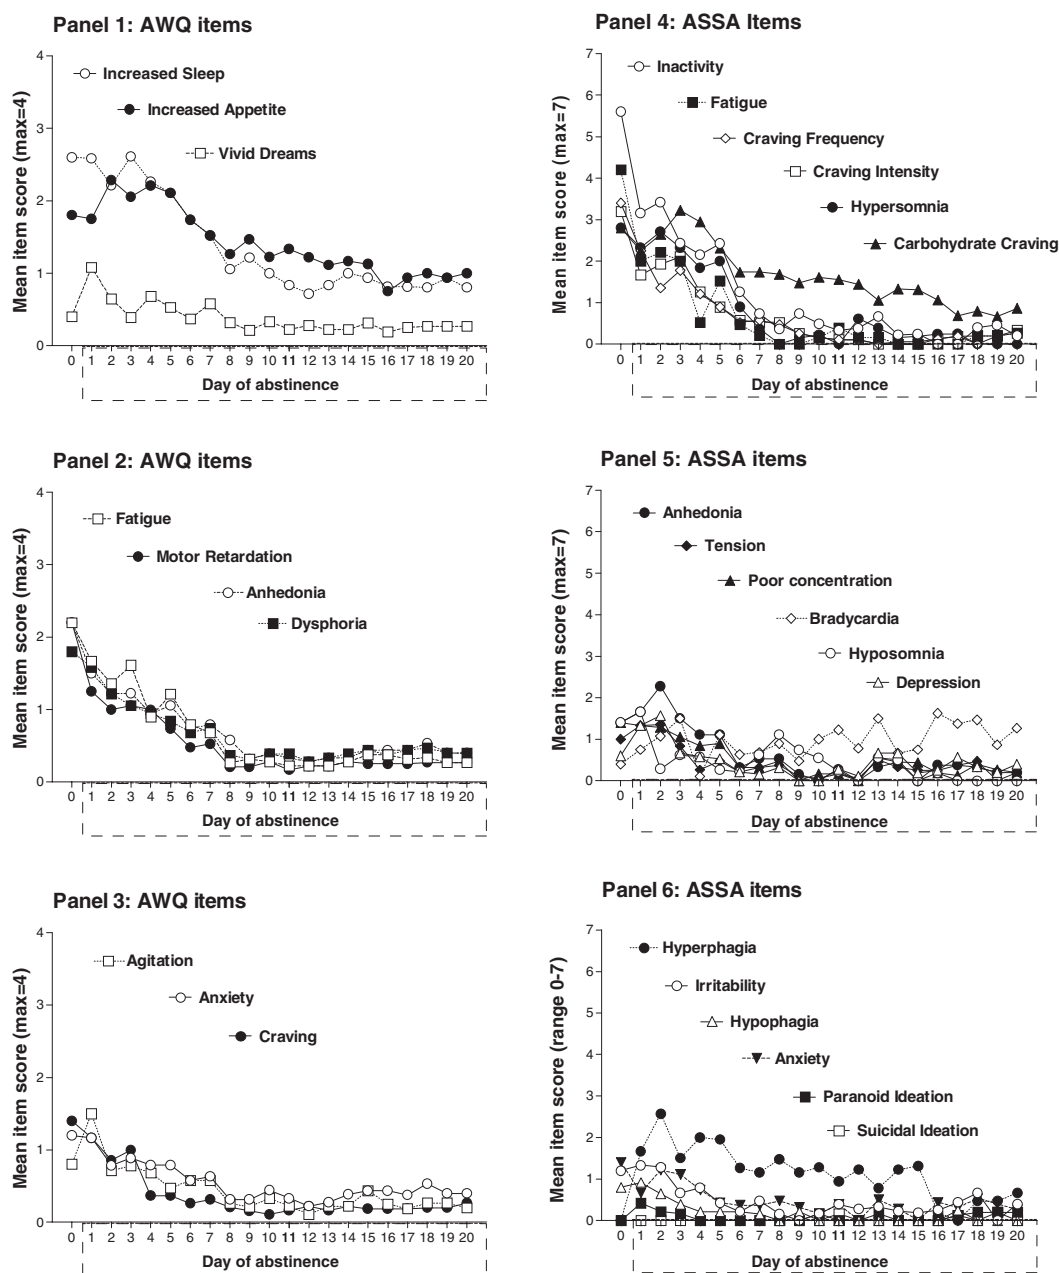 Panel 1: AWQ items
Mean item score (max=4)
4
3
2
1
0
Increased Sleep
Increased Appetite
Vivid Dreams
0 1 2 3 4 5 6 7 8 9 10 11 12 13 14 15 16 17 18 19 20
Day of abstinence
Panel 4: ASSA Items
Mean item score (max=7)
7
6
5
4
3
2
1
0
Inactivity
Fatigue
Craving Frequency
Craving Intensity
Hypersomnia
Carbohydrate Craving
0 1 2 3 4 5 6 7 8 9 10 11 12 13 14 15 16 17 18 19 20
Day of abstinence
Panel 2: AWQ items
Mean item score (max=4)
4
3
2
1
0
Fatigue
Motor Retardation
Anhedonia
Dysphoria
0 1 2 3 4 5 6 7 8 9 10 11 12 13 14 15 16 17 18 19 20
Day of abstinence
Panel 5: ASSA items
Mean item score (max=7)
7
6
5
4
3
2
1
0
Anhedonia
Tension
Poor concentration
Bradycardia
Hyposomnia
Depression
0 1 2 3 4 5 6 7 8 9 10 11 12 13 14 15 16 17 18 19 20
Day of abstinence
Panel 3: AWQ items
Mean item score (max=4)
4
3
2
1
0
Agitation
Anxiety
Craving
0 1 2 3 4 5 6 7 8 9 10 11 12 13 14 15 16 17 18 19 20
Day of abstinence
Panel 6: ASSA items
Mean item score (range 0-7)
7
6
5
4
3
2
1
0
Hyperphagia
Irritability
Hypophagia
Anxiety
Paranoid Ideation
Suicidal Ideation
0 1 2 3 4 5 6 7 8 9 10 11 12 13 14 15 16 17 18 19 20
Day of abstinence